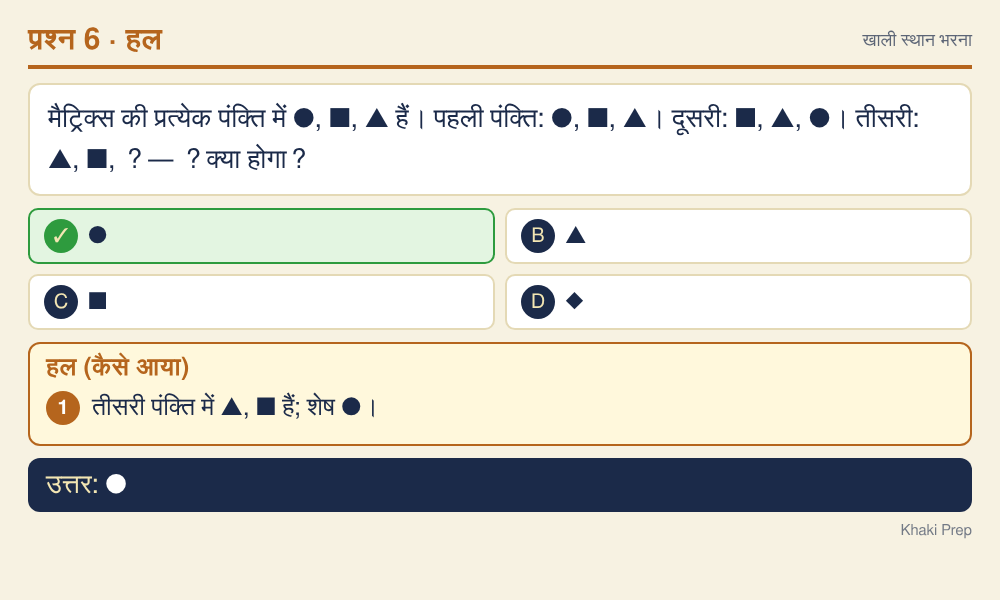 प्रश्न 6 · हल
खाली स्थान भरना
मैट्रिक्स की प्रत्येक पंक्ति में ●, ■, ▲ हैं। पहली पंक्ति: ●, ■, ▲। दूसरी: ■, ▲, ●। तीसरी:
▲, ■, ? — ? क्या होगा?
✓ ●
B ▲
C ■
D ◆
हल (कैसे आया)
1 तीसरी पंक्ति में ▲, ■ हैं; शेष ●।
उत्तर: ●
Khaki Prep